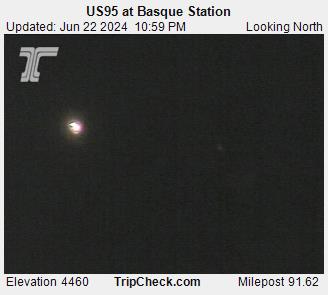 US95 at Basque Station
Updated: Jun 22 2024 10:59 PM Looking North
Elevation 4460 TripCheck.com Milepost 91.62